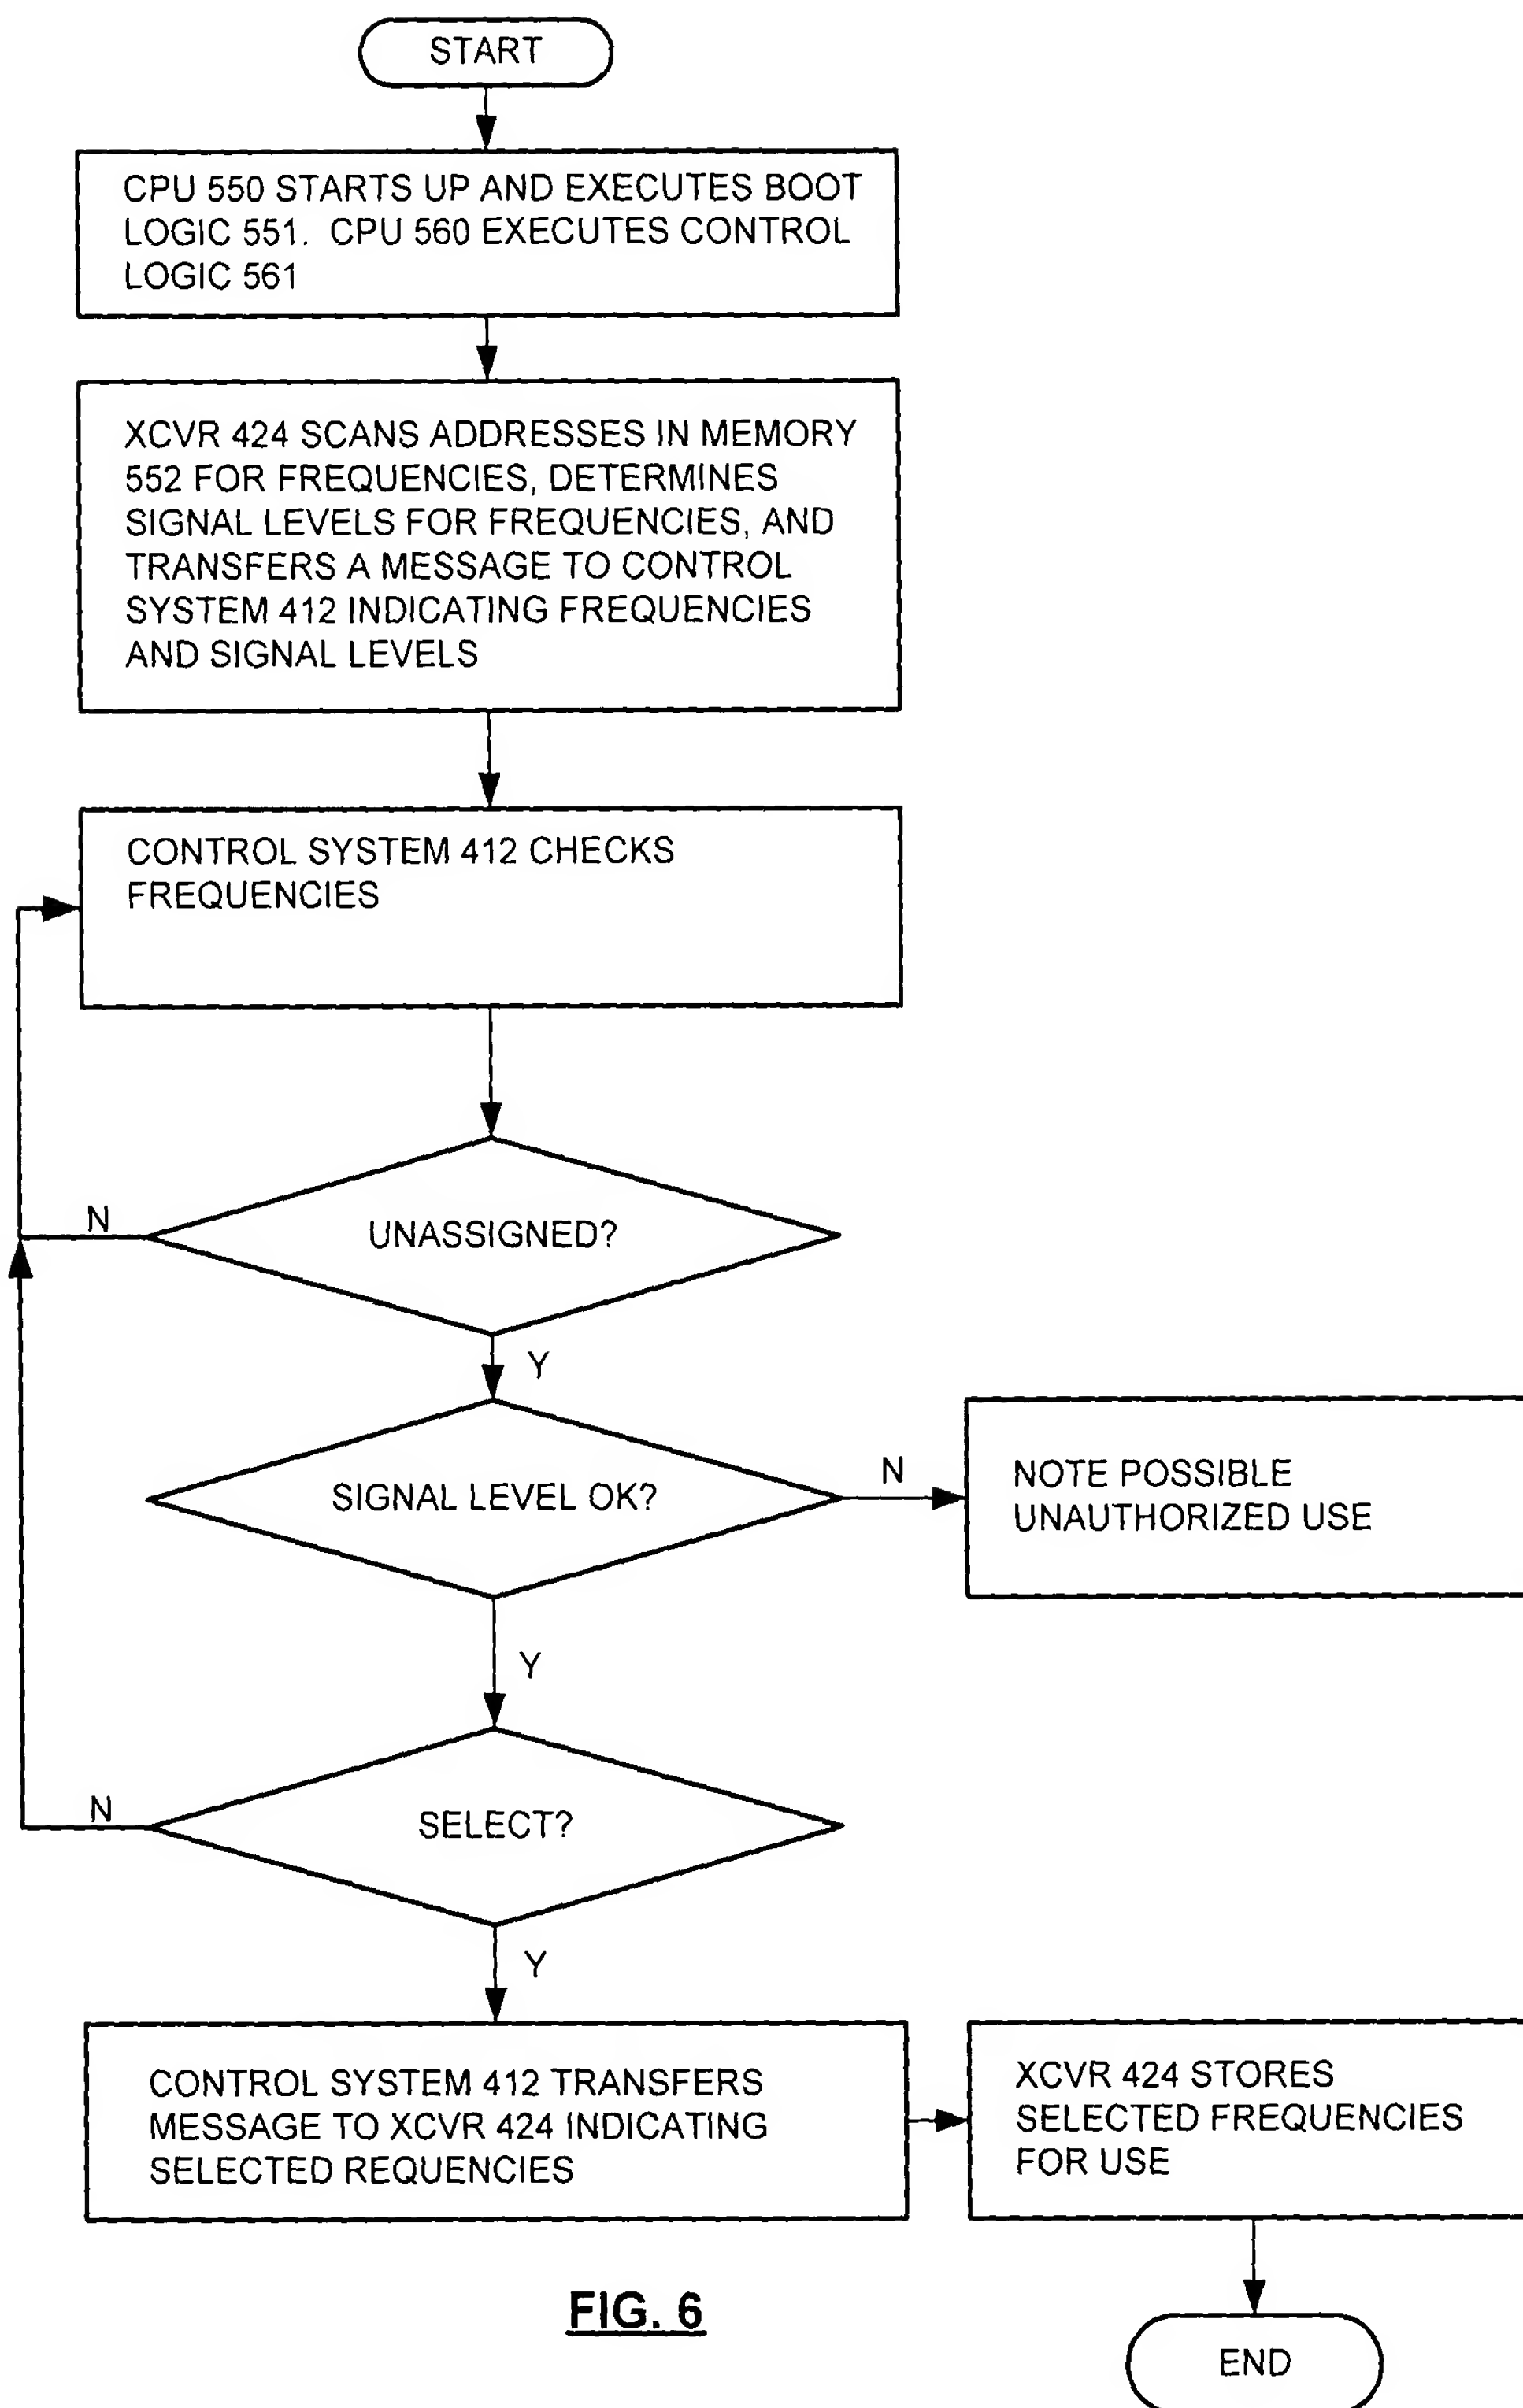 START
CPU 550 STARTS UP AND EXECUTES BOOT
LOGIC 551. CPU 560 EXECUTES CONTROL
LOGIC 561
XCVR 424 SCANS ADDRESSES IN MEMORY
552 FOR FREQUENCIES, DETERMINES
SIGNAL LEVELS FOR FREQUENCIES, AND
TRANSFERS A MESSAGE TO CONTROL
SYSTEM 412 INDICATING FREQUENCIES
AND SIGNAL LEVELS
CONTROL SYSTEM 412 CHECKS
FREQUENCIES
N
UNASSIGNED?
Y
SIGNAL LEVEL OK?
N
NOTE POSSIBLE
UNAUTHORIZED USE
Y
N
SELECT?
Y
CONTROL SYSTEM 412 TRANSFERS
MESSAGE TO XCVR 424 INDICATING
SELECTED REQUENCIES
XCVR 424 STORES
SELECTED FREQUENCIES
FOR USE
FIG. 6
END